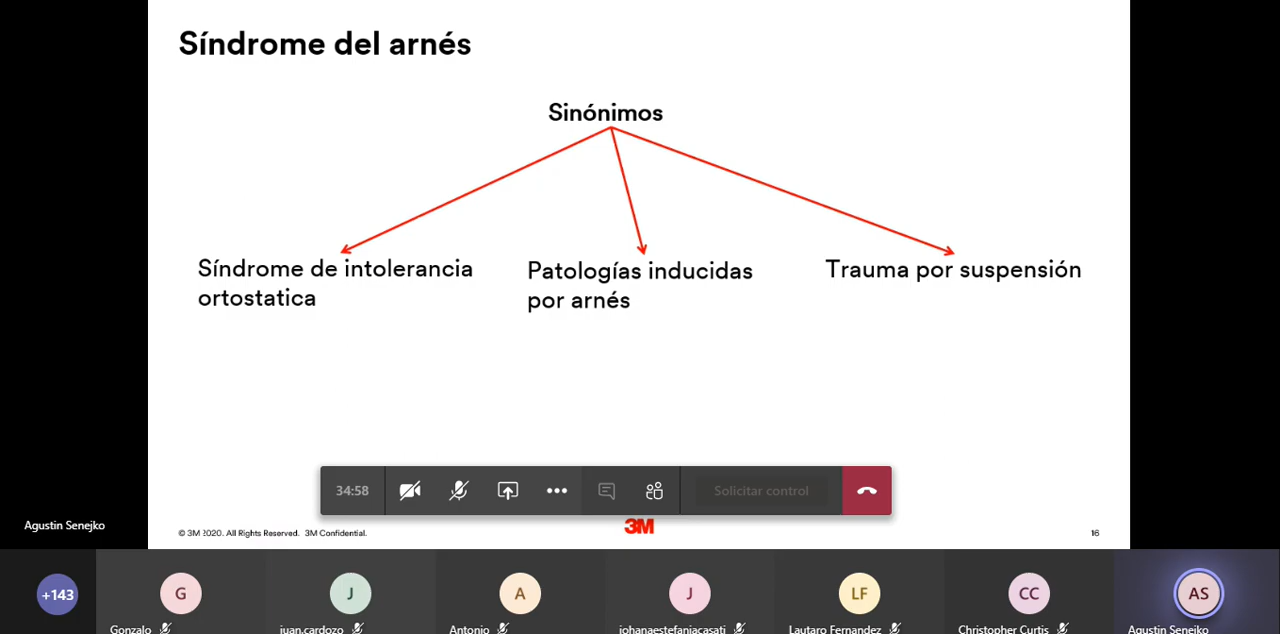 Síndrome del arnés
Sinónimos
Síndrome de intolerancia
ortostatica
Patologías inducidas
por arnés
Trauma por suspensión
34:58
Solicitar control
Agustin Senejko
© 3M 2020. All Rights Reserved. 3M Confidential.
3M
16
+143
G
J
A
J
LF
CC
AS
Gonzalo
juan.cardozo
Antonio
johanaestefaniacasati
Lautaro Fernandez
Christopher Curtis
Agustin Senejko